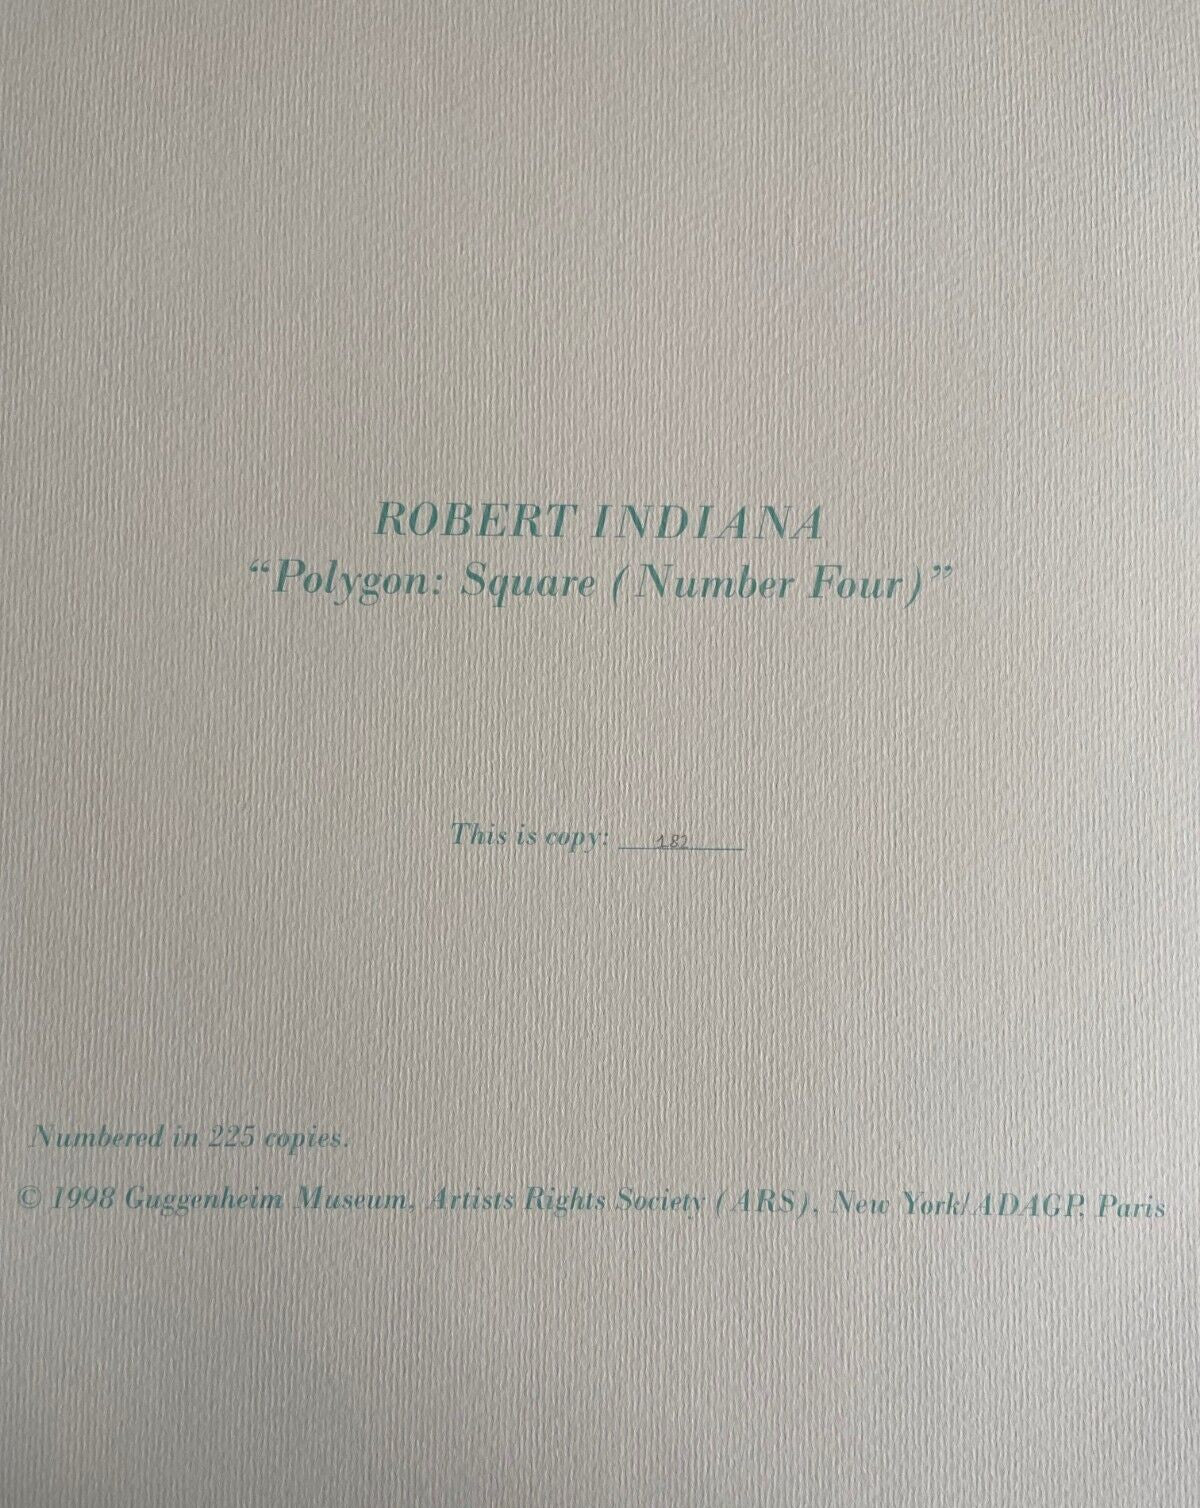 ROBERT INDIANA
“Polygon: Square (Number Four)”
This is copy: 182
Numbered in 225 copies.
© 1998 Guggenheim Museum, Artists Rights Society (ARS), New York/ADAGP, Paris